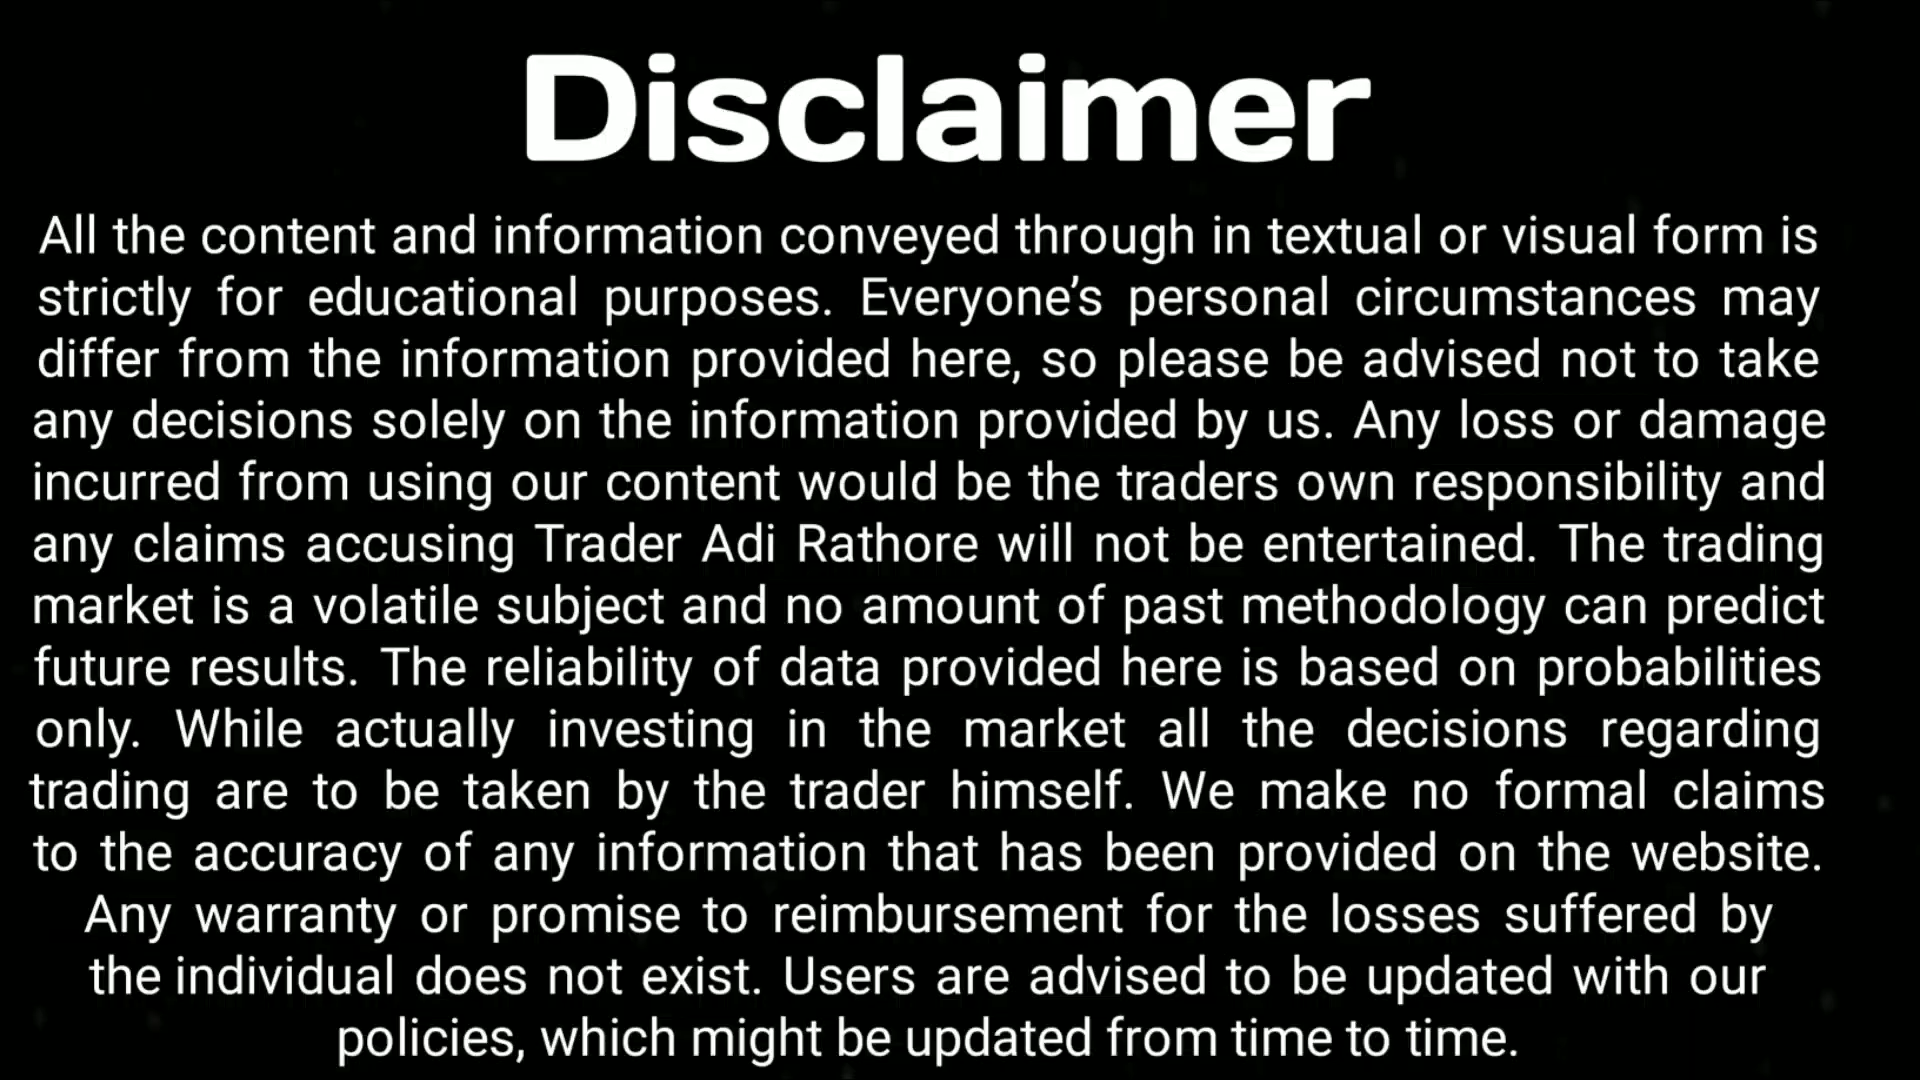 Disclaimer
All the content and information conveyed through in textual or visual form is
strictly for educational purposes. Everyone’s personal circumstances may
differ from the information provided here, so please be advised not to take
any decisions solely on the information provided by us. Any loss or damage
incurred from using our content would be the traders own responsibility and
any claims accusing Trader Adi Rathore will not be entertained. The trading
market is a volatile subject and no amount of past methodology can predict
future results. The reliability of data provided here is based on probabilities
only. While actually investing in the market all the decisions regarding
trading are to be taken by the trader himself. We make no formal claims
to the accuracy of any information that has been provided on the website.
Any warranty or promise to reimbursement for the losses suffered by
the individual does not exist. Users are advised to be updated with our
policies, which might be updated from time to time.